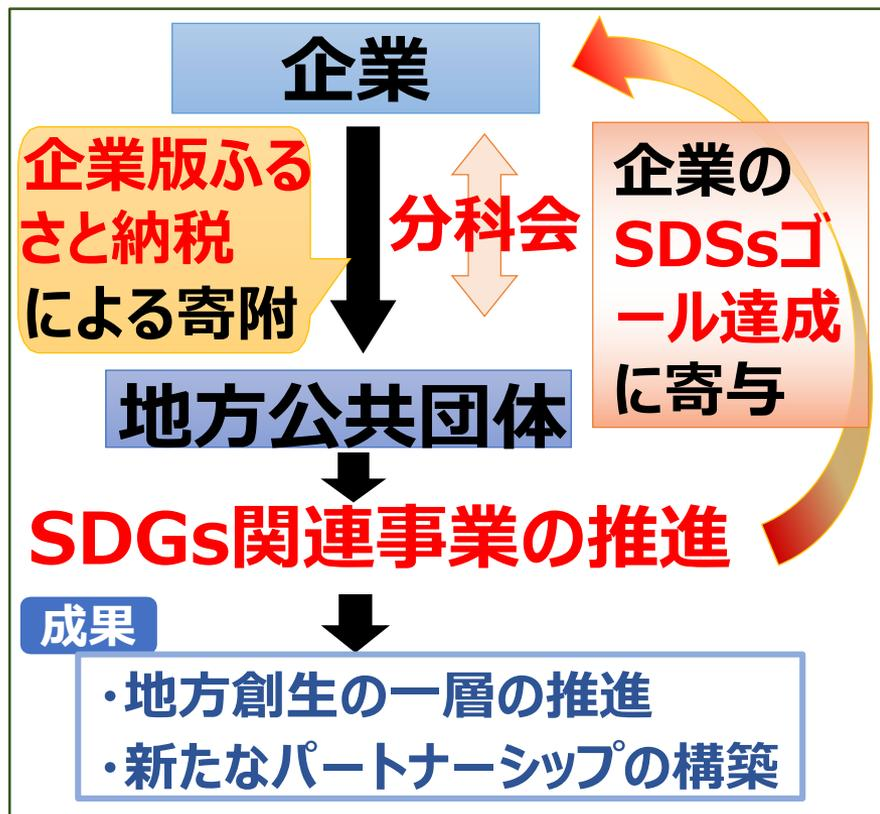 企業
企業版ふる
さと納税
による寄附
分科会
企業の
SDSsゴ
ール達成
に寄与
地方公共団体
SDGs関連事業の推進
成果
・地方創生の一層の推進
・新たなパートナーシップの構築